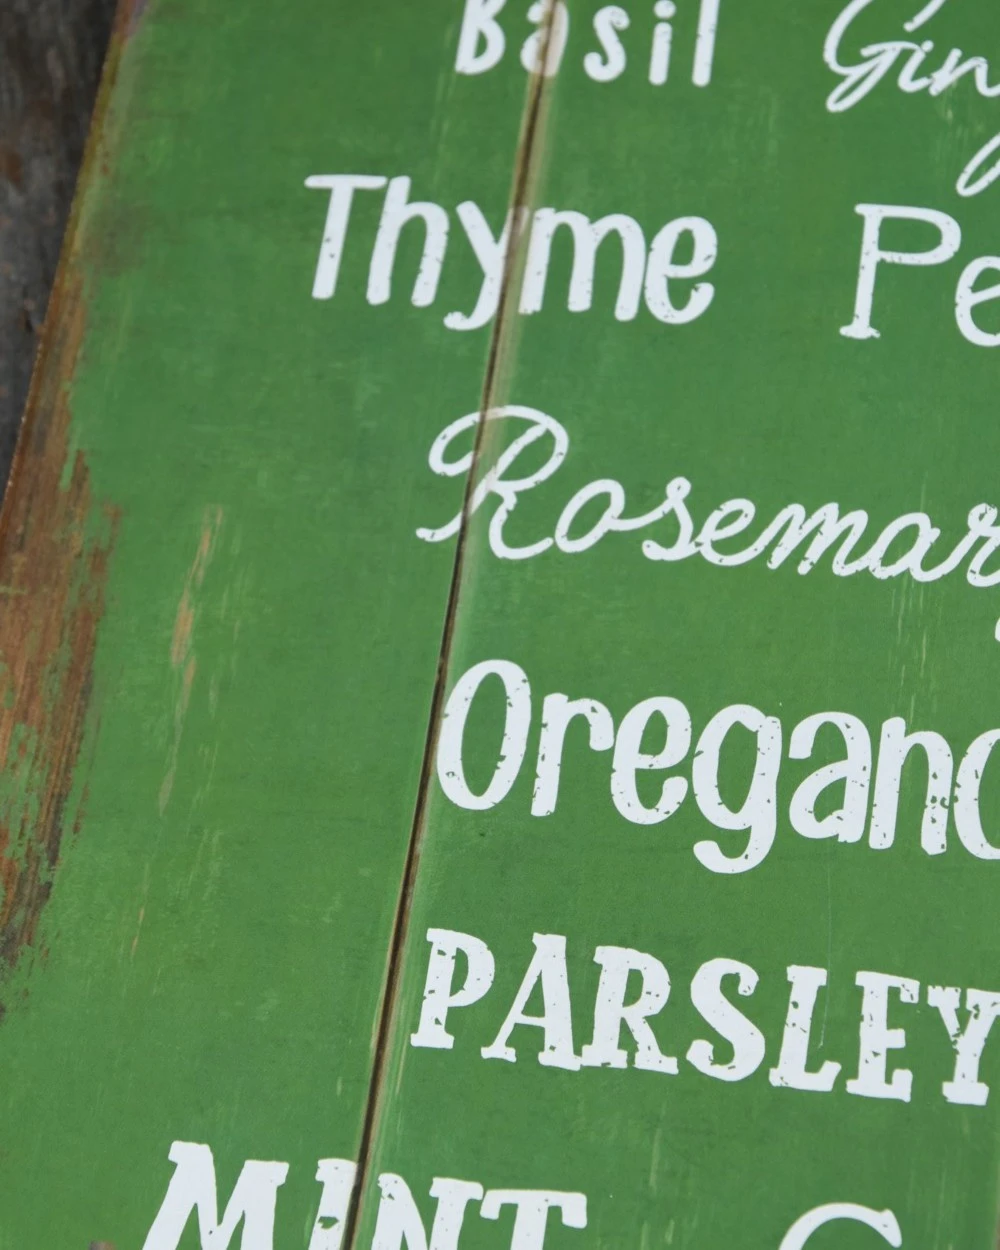 Basil
Thyme
Rosemar
Oregano
PARSLEY
MINT